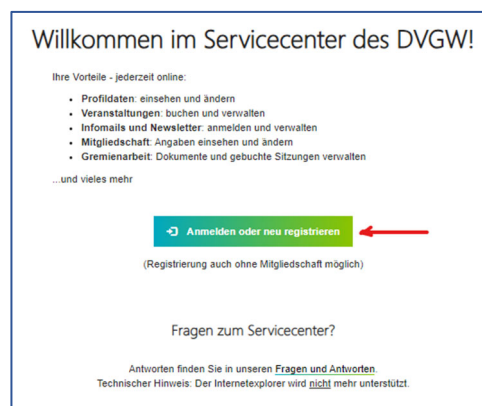 Willkommen im Servicecenter des DVGW!
Ihre Vorteile - jederzeit online:
• Profildaten: einsehen und ändern
• Veranstaltungen: buchen und verwalten
• Infomails und Newsletter: anmelden und verwalten
• Mitgliedschaft: Angaben einsehen und ändern
• Gremienarbeit: Dokumente und gebuchte Sitzungen verwalten
...und vieles mehr
Anmelden oder neu registrieren
(Registrierung auch ohne Mitgliedschaft möglich)
Fragen zum Servicecenter?
Antworten finden Sie in unseren Fragen und Antworten.
Technischer Hinweis: Der Internetexplorer wird nicht mehr unterstützt.